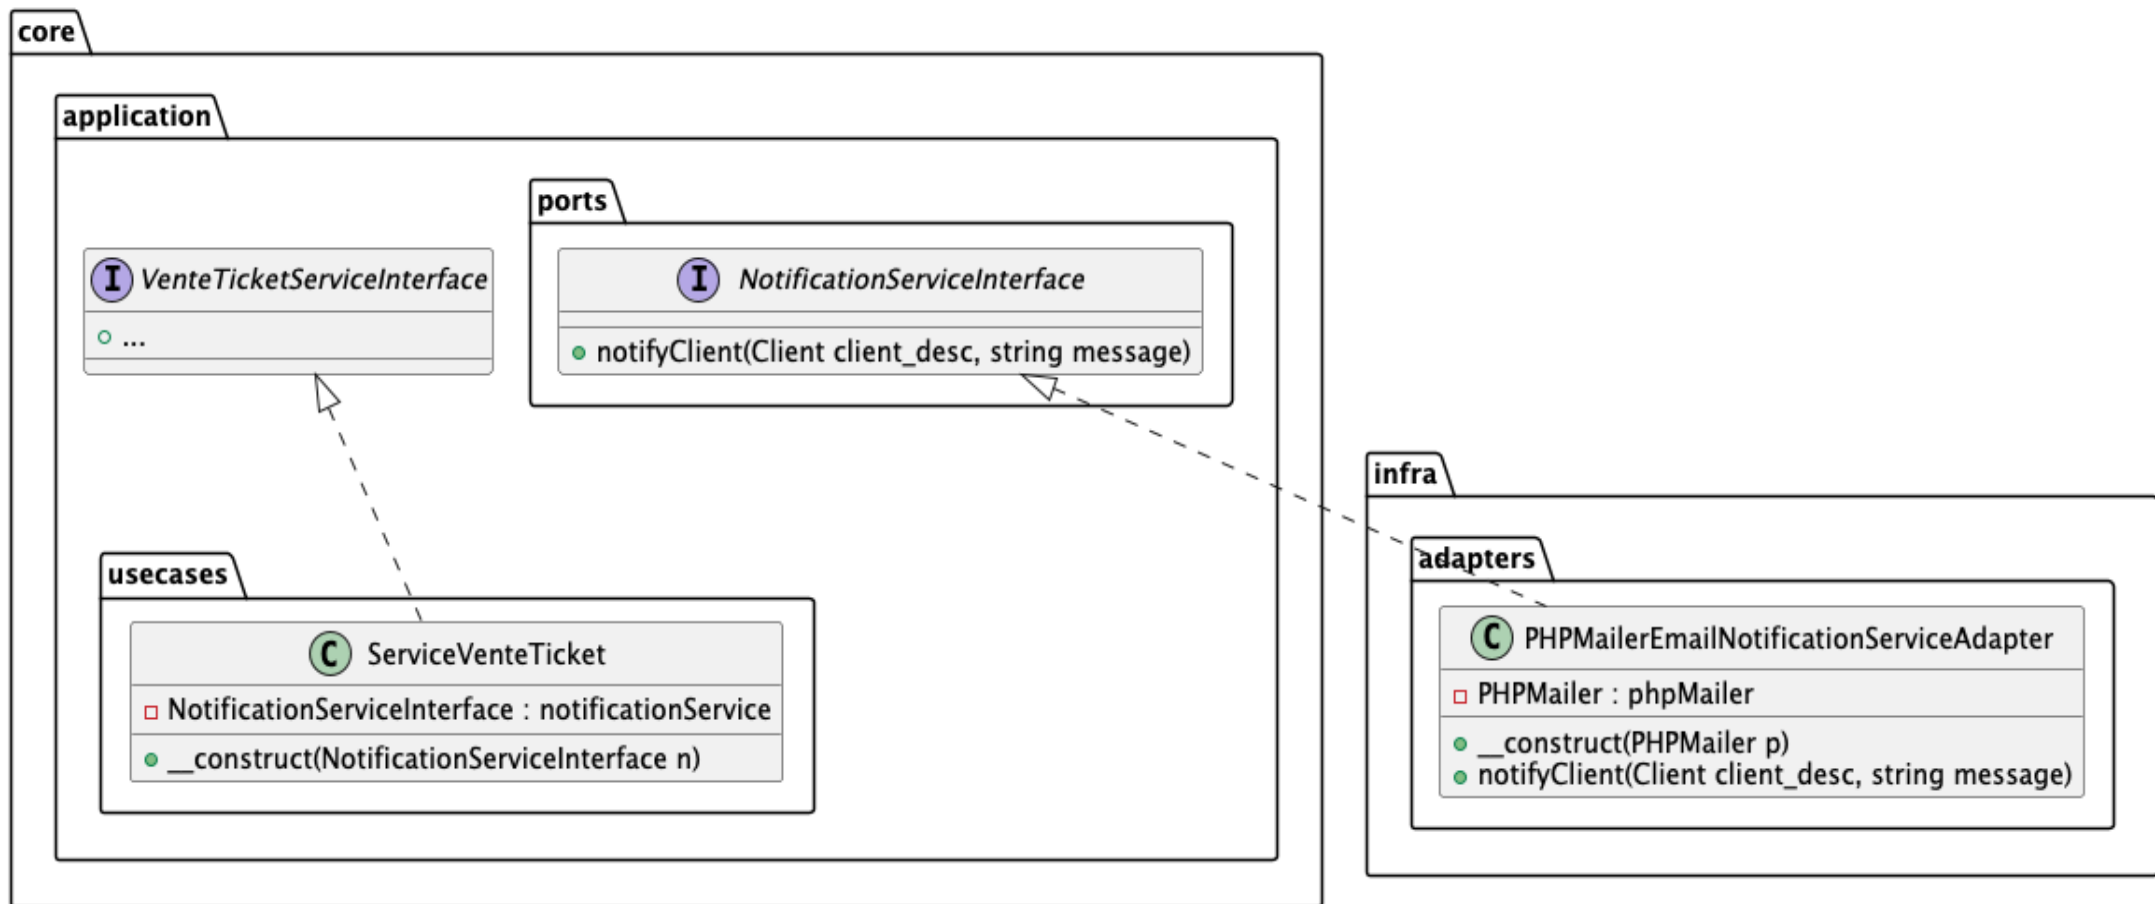 core
application
ports
I VenteTicketServiceInterface
...
I NotificationServiceInterface
notifyClient(Client client_desc, string message)
infra
adapters
usecases
C ServiceVenteTicket
NotificationServiceInterface : notificationService
__construct(NotificationServiceInterface n)
C PHPMailerEmailNotificationServiceAdapter
PHPMailer : phpMailer
__construct(PHPMailer p)
notifyClient(Client client_desc, string message)